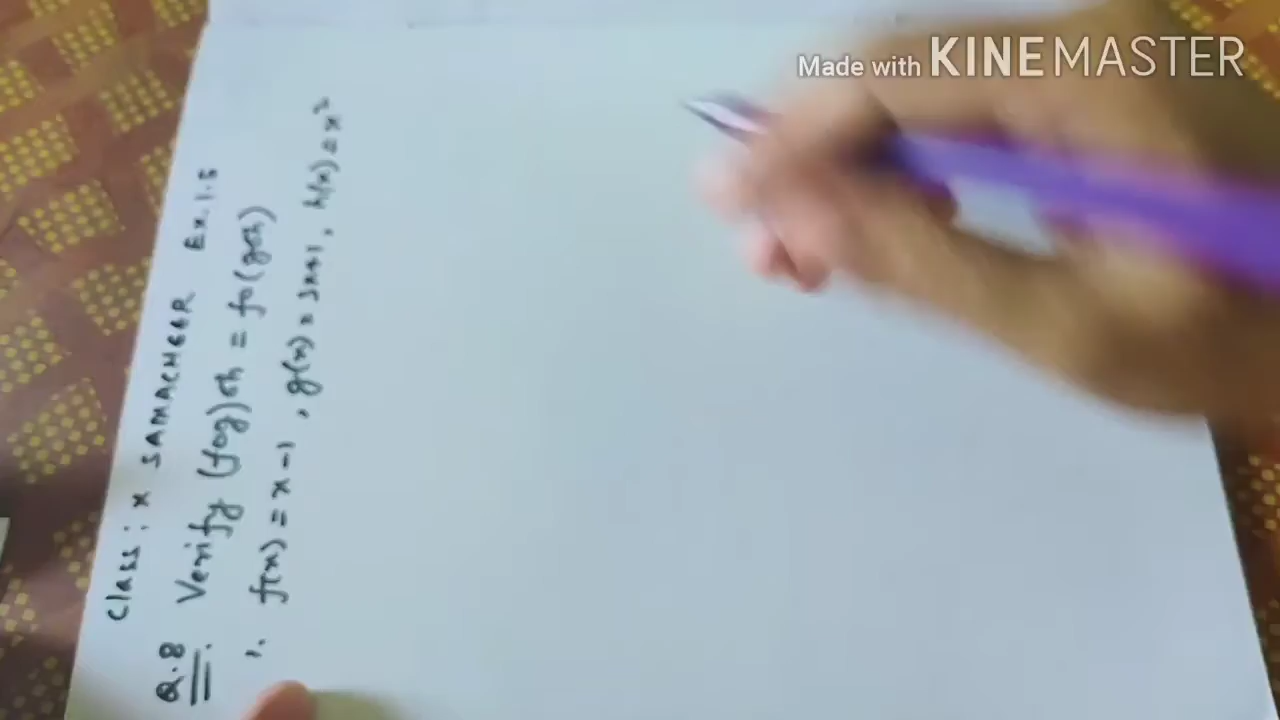 Made with KINEMASTER
Class : X SAMACHEER Ex. 1.5
Q.8. Verify (fog)oh = fo(goh)
1. f(x) = x-1, g(x) = 3x+1, h(x) = x²